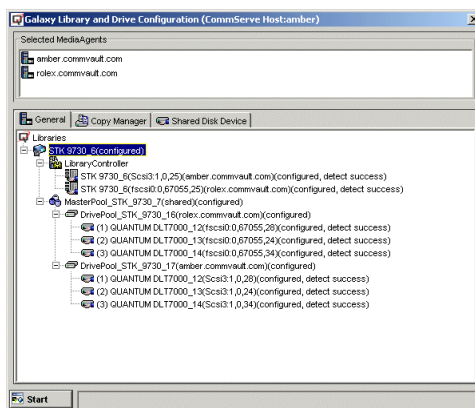 Galaxy Library and Drive Configuration (CommServe Host:amber)
Selected MediaAgents
amber.commvault.com
rolex.commvault.com
General Copy Manager Shared Disk Device
Libraries
STK 9730_6(configured)
LibraryController
STK 9730_6(Scsi3:1,0,25)(amber.commvault.com)(configured, detect success)
STK 9730_6(fscsi0:0,67055,25)(rolex.commvault.com)(configured, detect success)
MasterPool_STK_9730_7(shared)(configured)
DrivePool_STK_9730_16(rolex.commvault.com)(configured)
(1) QUANTUM DLT7000_12(fscsi0:0,67055,28)(configured, detect success)
(2) QUANTUM DLT7000_13(fscsi0:0,67055,24)(configured, detect success)
(3) QUANTUM DLT7000_14(fscsi0:0,67055,34)(configured, detect success)
DrivePool_STK_9730_17(amber.commvault.com)(configured)
(1) QUANTUM DLT7000_12(Scsi3:1,0,28)(configured, detect success)
(2) QUANTUM DLT7000_13(Scsi3:1,0,24)(configured, detect success)
(3) QUANTUM DLT7000_14(Scsi3:1,0,34)(configured, detect success)
Start